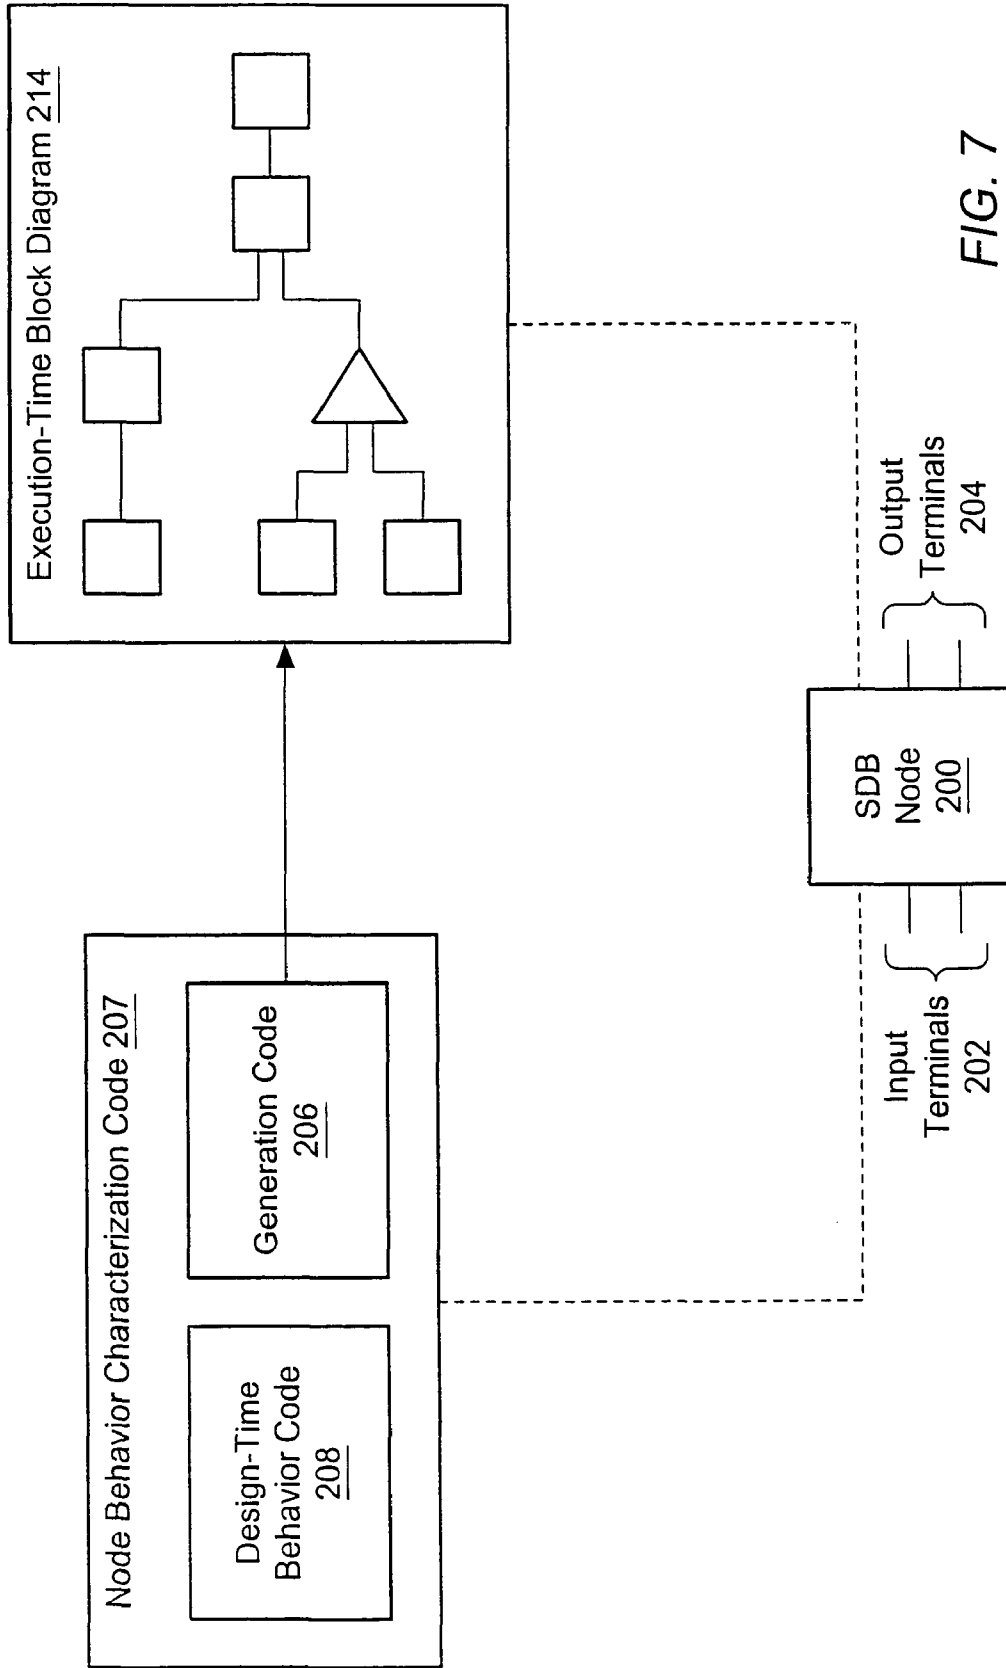 Node Behavior Characterization Code 207
Design-Time
Behavior Code
208
Generation Code
206
Execution-Time Block Diagram 214
Input
Terminals
202
SDB
Node
200
Output
Terminals
204
FIG. 7